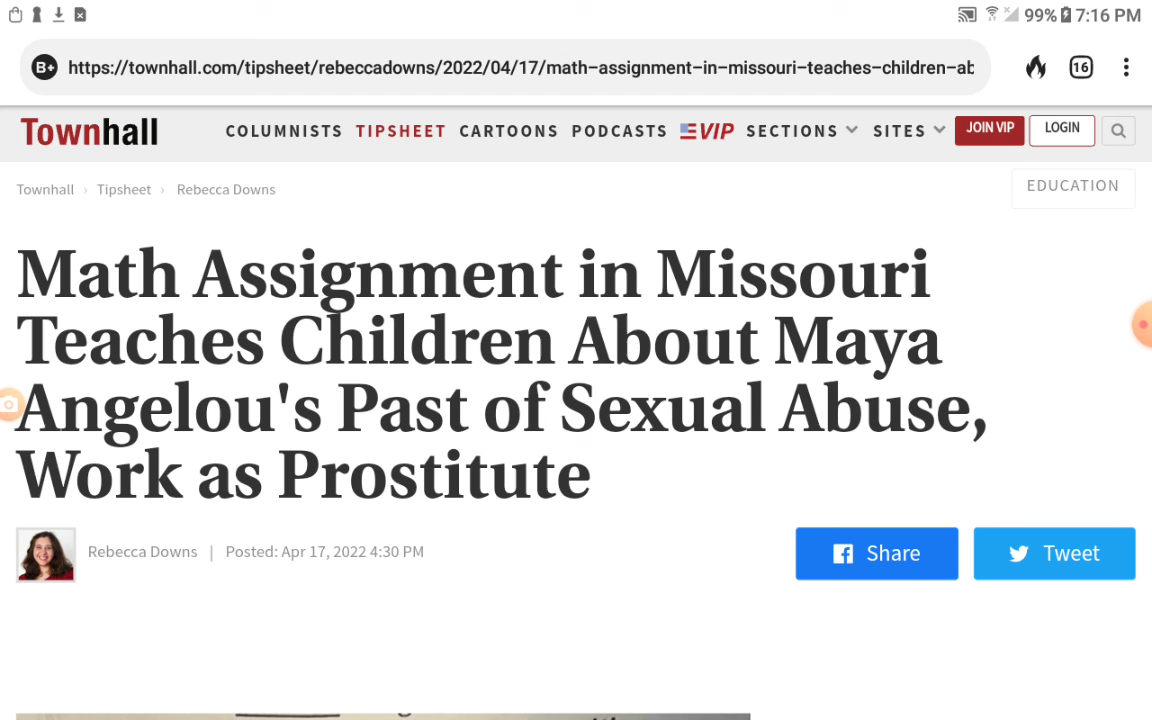 99% 7:16 PM
B+ https://townhall.com/tipsheet/rebeccadowns/2022/04/17/math-assignment-in-missouri-teaches-children-ab
16
Townhall COLUMNISTS TIPSHEET CARTOONS PODCASTS VIP SECTIONS SITES JOIN VIP LOGIN
Townhall › Tipsheet › Rebecca Downs
EDUCATION
Math Assignment in Missouri
Teaches Children About Maya
Angelou's Past of Sexual Abuse,
Work as Prostitute
Rebecca Downs | Posted: Apr 17, 2022 4:30 PM
Share Tweet